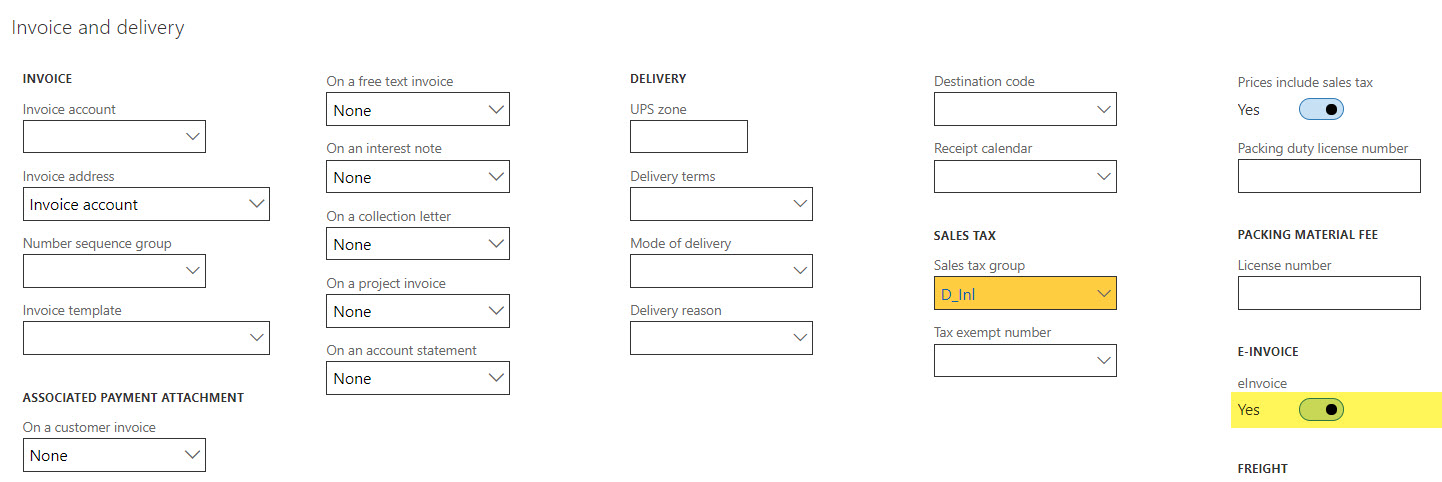 Invoice and delivery
INVOICE
Invoice account
Invoice address
Invoice account
Number sequence group
Invoice template
ASSOCIATED PAYMENT ATTACHMENT
On a customer invoice
None
On a free text invoice
None
On an interest note
None
On a collection letter
None
On a project invoice
None
On an account statement
None
DELIVERY
UPS zone
Delivery terms
Mode of delivery
Delivery reason
Destination code
Receipt calendar
SALES TAX
Sales tax group
D_Inl
Tax exempt number
Prices include sales tax
Yes
Packing duty license number
PACKING MATERIAL FEE
License number
E-INVOICE
eInvoice
Yes
FREIGHT